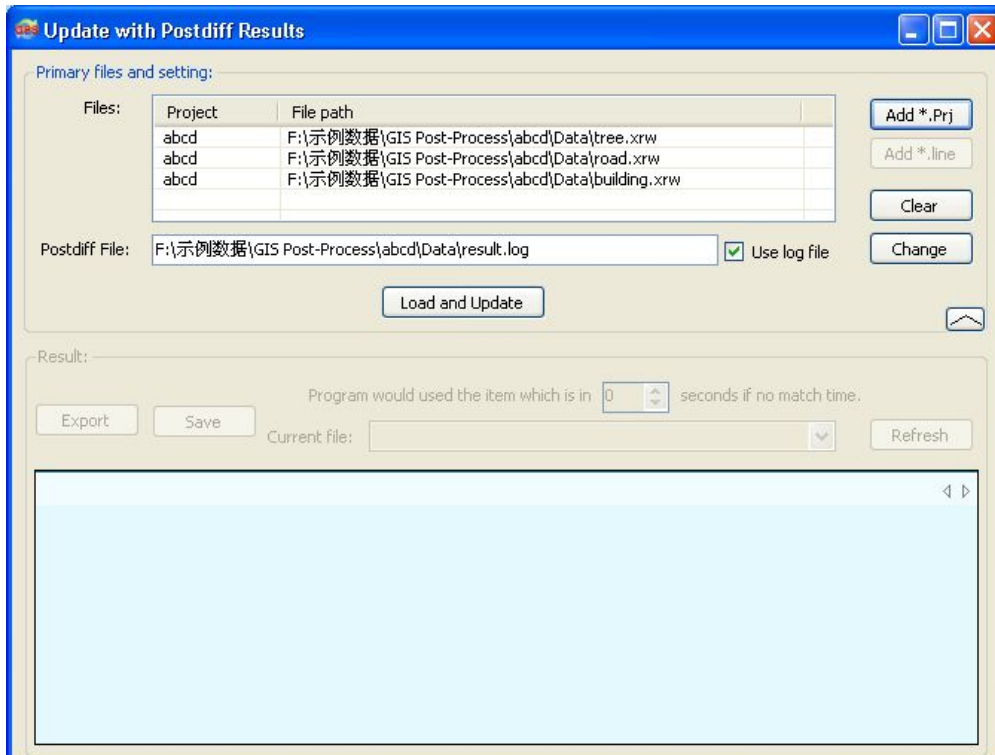 Update with Postdiff Results
Primary files and setting:
Files:
Project File path
abcd F:\示例数据\GIS Post-Process\abcd\Data\tree.xrw
abcd F:\示例数据\GIS Post-Process\abcd\Data\road.xrw
abcd F:\示例数据\GIS Post-Process\abcd\Data\building.xrw
Add *.Prj
Add *.line
Clear
Postdiff File: F:\示例数据\GIS Post-Process\abcd\Data\result.log Use log file Change
Load and Update
Result:
Program would used the item which is in 0 seconds if no match time.
Export Save
Current file: Refresh